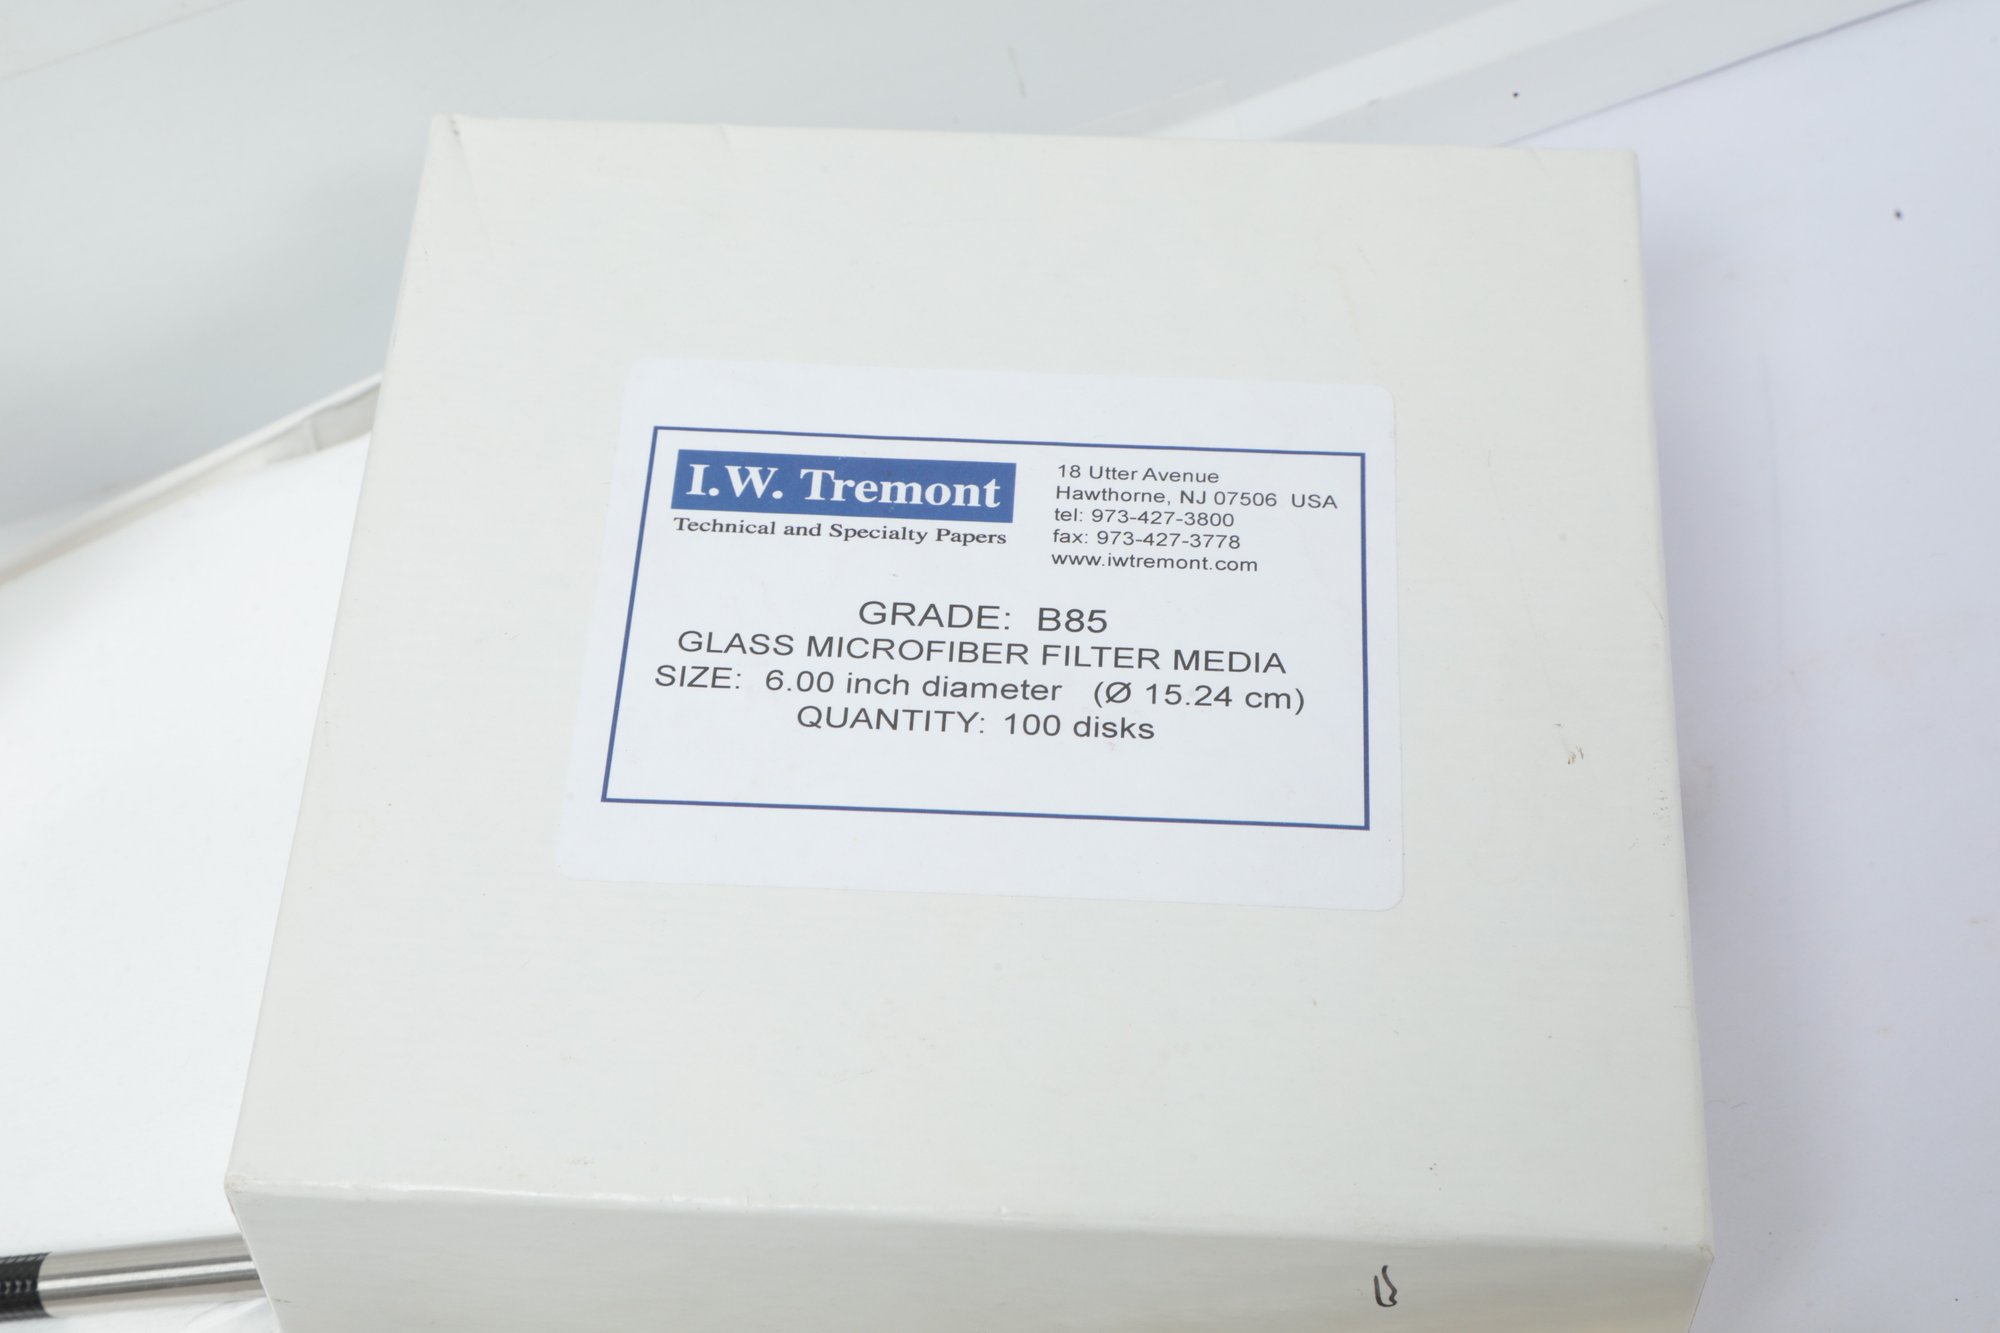 I.W. Tremont
Technical and Specialty Papers
18 Utter Avenue
Hawthorne, NJ 07506 USA
tel: 973-427-3800
fax: 973-427-3778
www.iwtremont.com
GRADE: B85
GLASS MICROFIBER FILTER MEDIA
SIZE: 6.00 inch diameter (Ø 15.24 cm)
QUANTITY: 100 disks